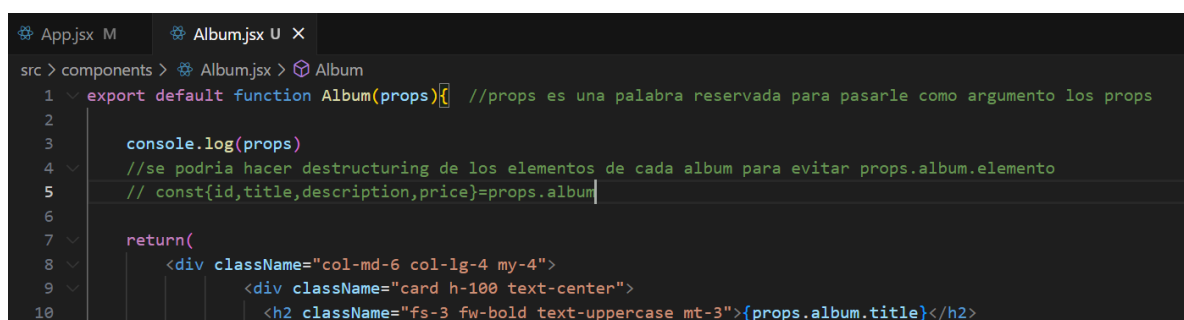 App.jsx M Album.jsx U ×
src > components > Album.jsx > Album
1 export default function Album(props){ //props es una palabra reservada para pasarle como argumento los props
2
3 console.log(props)
4 //se podria hacer destructuring de los elementos de cada album para evitar props.album.elemento
5 // const{id,title,description,price}=props.album
6
7 return(
8 <div className="col-md-6 col-lg-4 my-4">
9 <div className="card h-100 text-center">
10 <h2 className="fs-3 fw-bold text-uppercase mt-3">{props.album.title}</h2>